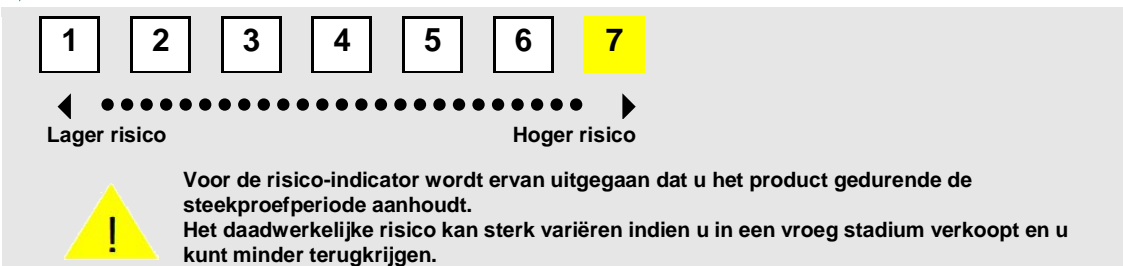 1 2 3 4 5 6 7
Lager risico Hoger risico
Voor de risico-indicator wordt ervan uitgegaan dat u het product gedurende de
steekproefperiode aanhoudt.
!
Het daadwerkelijke risico kan sterk variëren indien u in een vroeg stadium verkoopt en u
kunt minder terugkrijgen.